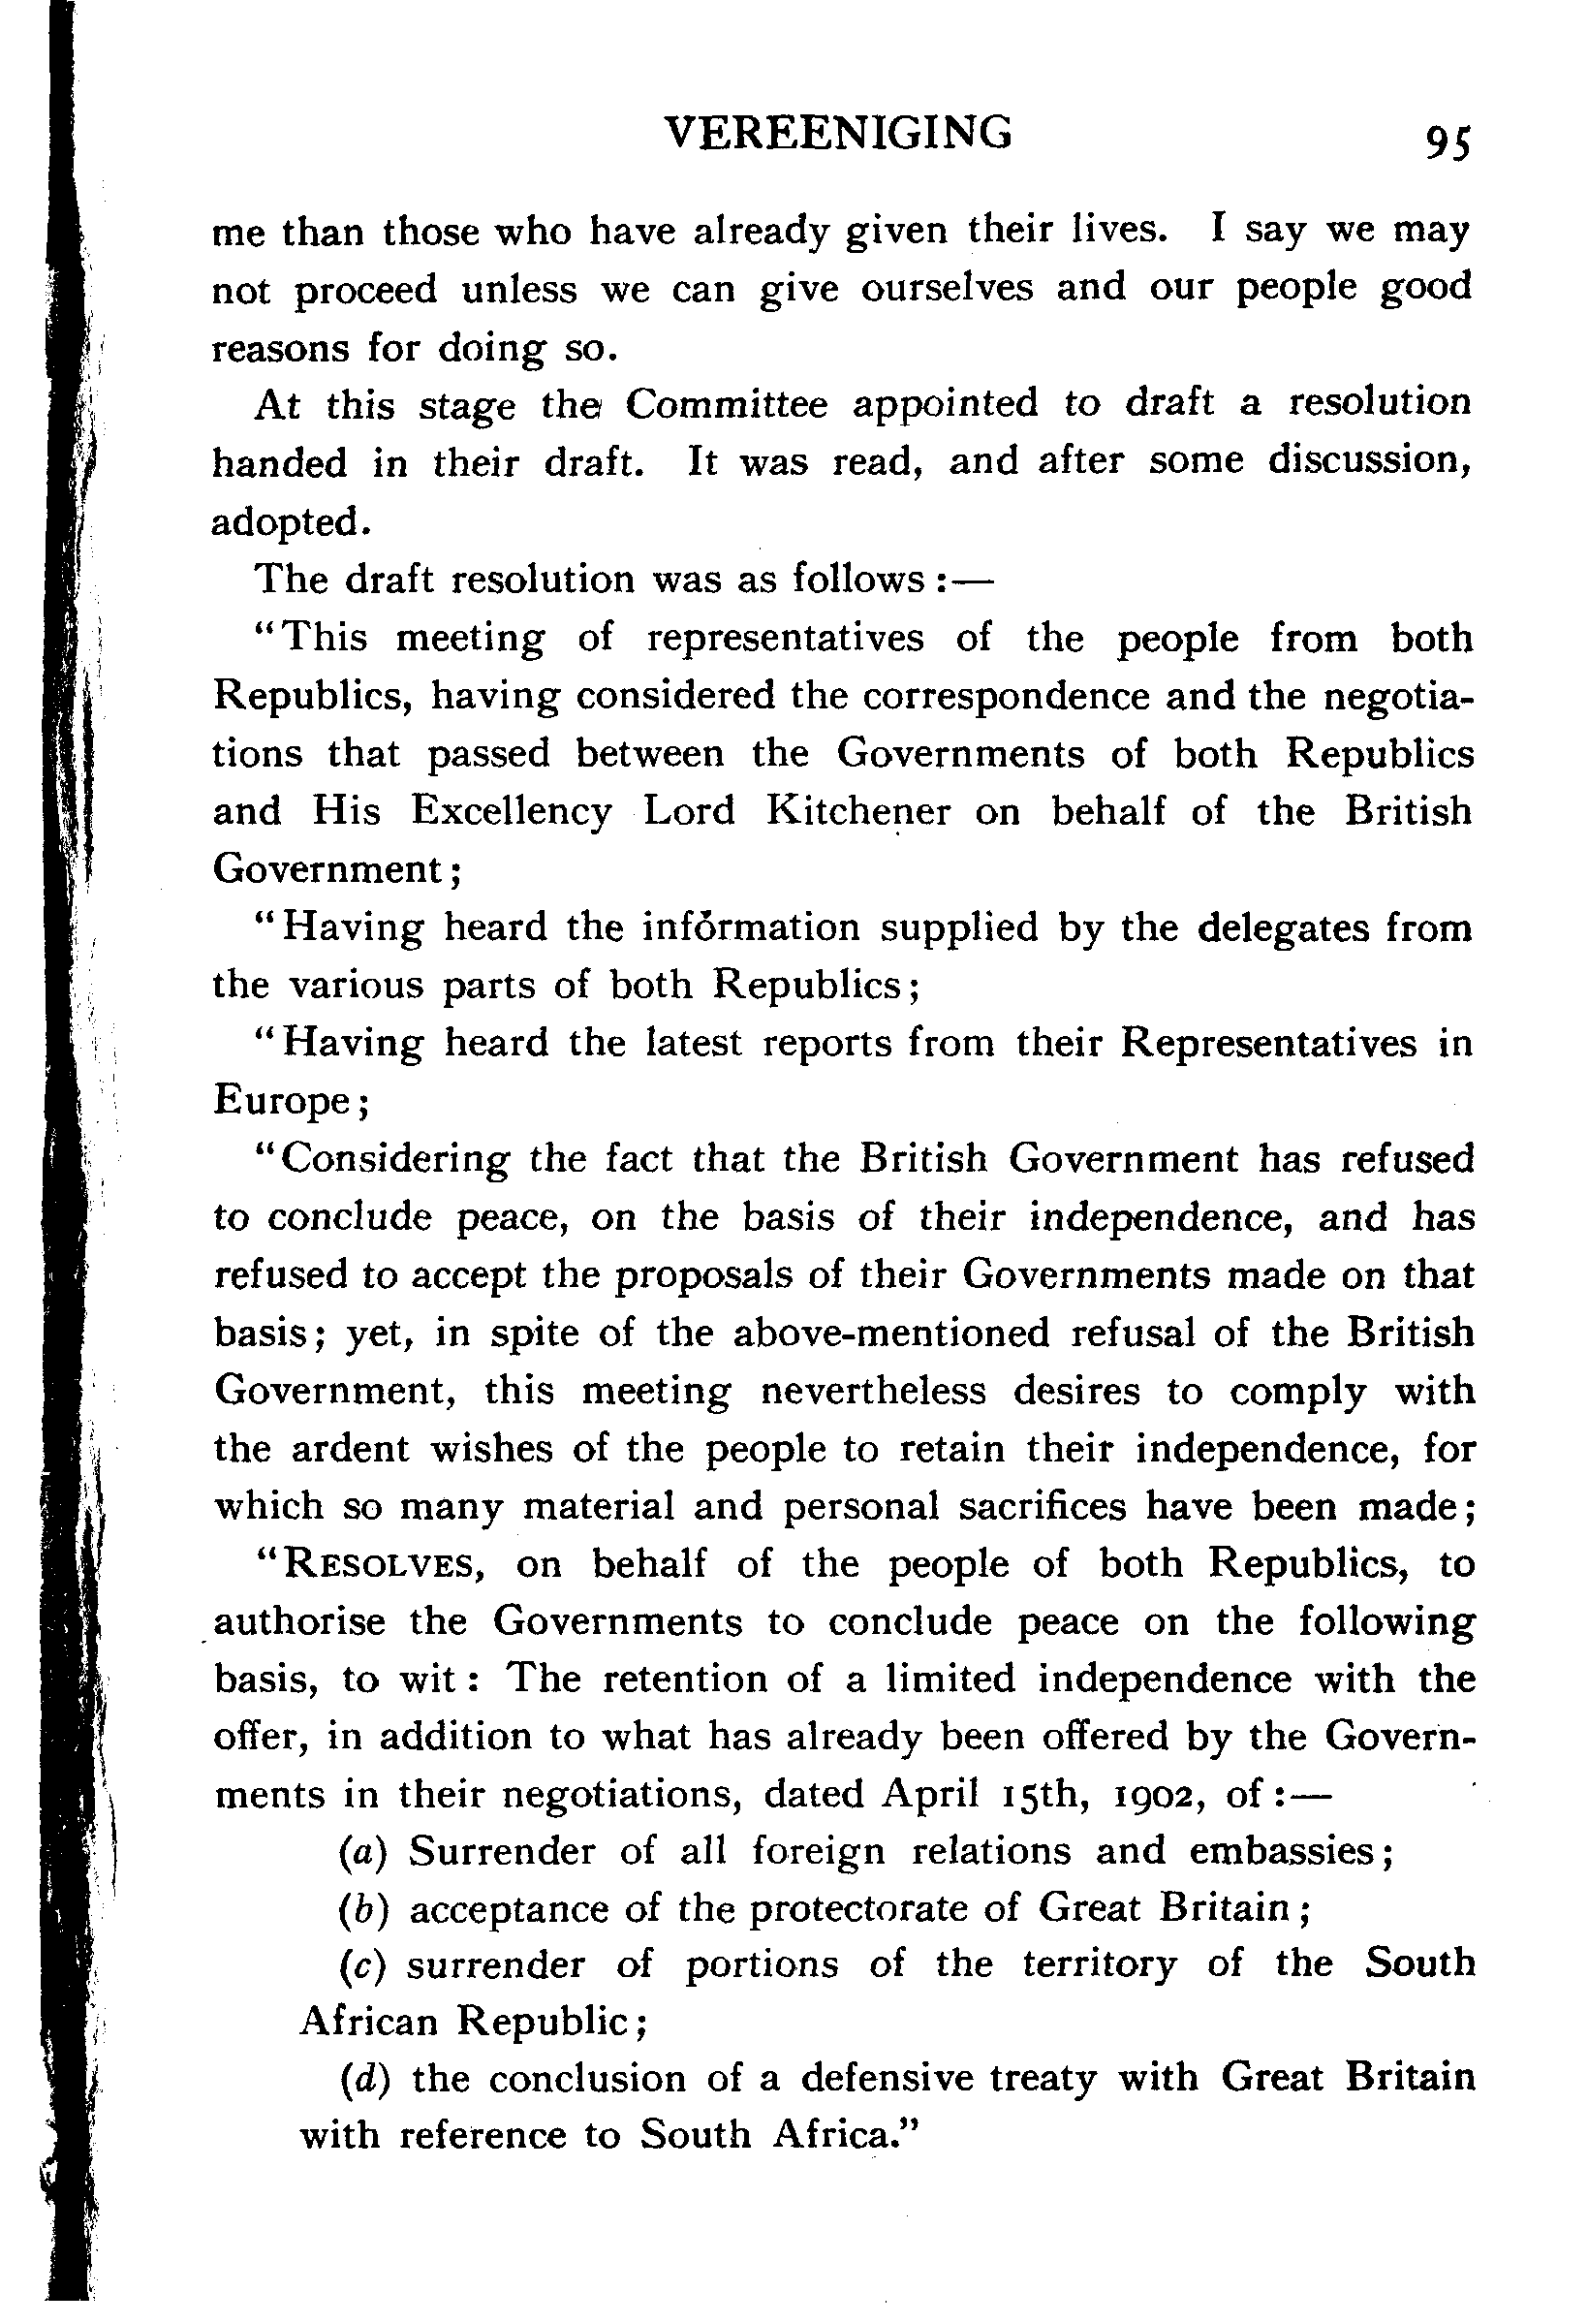 VEREENIGING 95
me than those who have already given their lives. I say we may
not proceed unless we can give ourselves and our people good
reasons for doing so.
At this stage the Committee appointed to draft a resolution
handed in their draft. It was read, and after some discussion,
adopted.
The draft resolution was as follows :—
"This meeting of representatives of the people from both
Republics, having considered the correspondence and the negotia-
tions that passed between the Governments of both Republics
and His Excellency Lord Kitchener on behalf of the British
Government;
"Having heard the information supplied by the delegates from
the various parts of both Republics;
"Having heard the latest reports from their Representatives in
Europe;
"Considering the fact that the British Government has refused
to conclude peace, on the basis of their independence, and has
refused to accept the proposals of their Governments made on that
basis; yet, in spite of the above-mentioned refusal of the British
Government, this meeting nevertheless desires to comply with
the ardent wishes of the people to retain their independence, for
which so many material and personal sacrifices have been made;
"RESOLVES, on behalf of the people of both Republics, to
authorise the Governments to conclude peace on the following
basis, to wit: The retention of a limited independence with the
offer, in addition to what has already been offered by the Govern-
ments in their negotiations, dated April 15th, 1902, of :—
(a) Surrender of all foreign relations and embassies;
(b) acceptance of the protectorate of Great Britain;
(c) surrender of portions of the territory of the South
African Republic;
(d) the conclusion of a defensive treaty with Great Britain
with reference to South Africa."